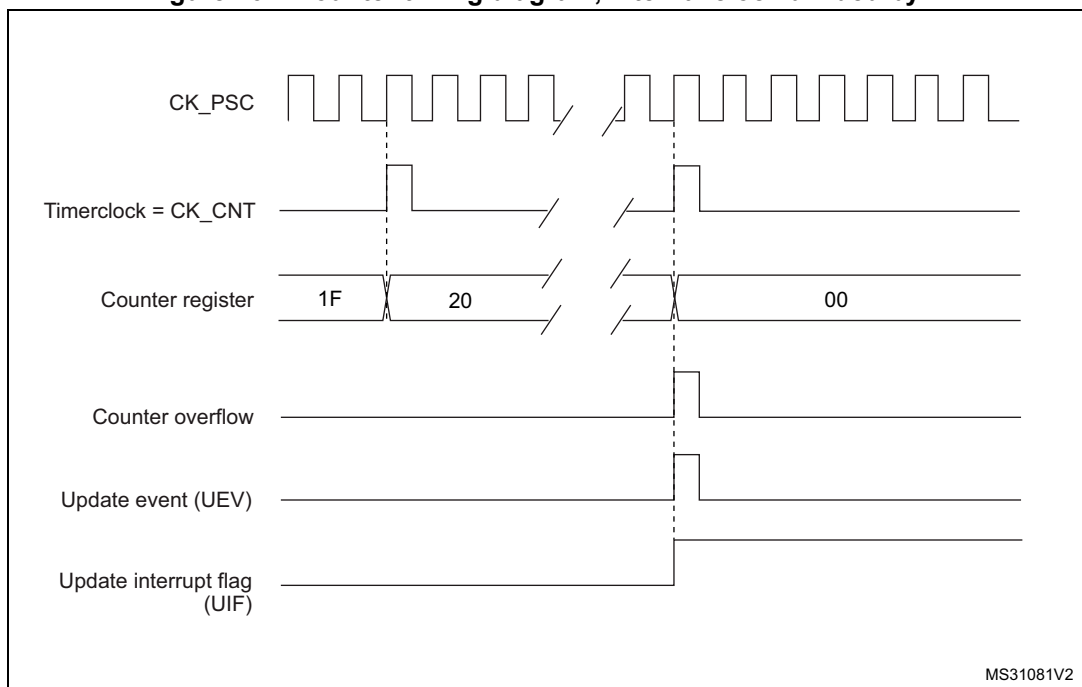 CK_PSC
Timerclock = CK_CNT
Counter register
1F
20
00
Counter overflow
Update event (UEV)
Update interrupt flag
(UIF)
MS31081V2